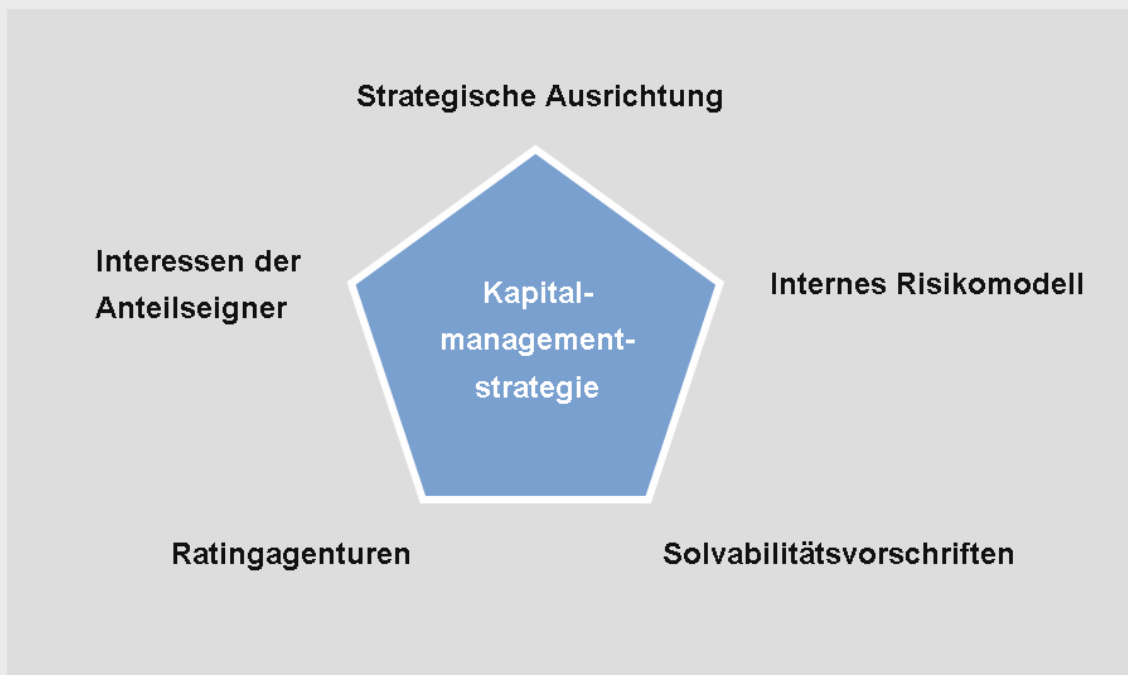 Strategische Ausrichtung
Interessen der
Anteilseigner
Internes Risikomodell
Kapital-
management-
strategie
Ratingagenturen
Solvabilitätsvorschriften